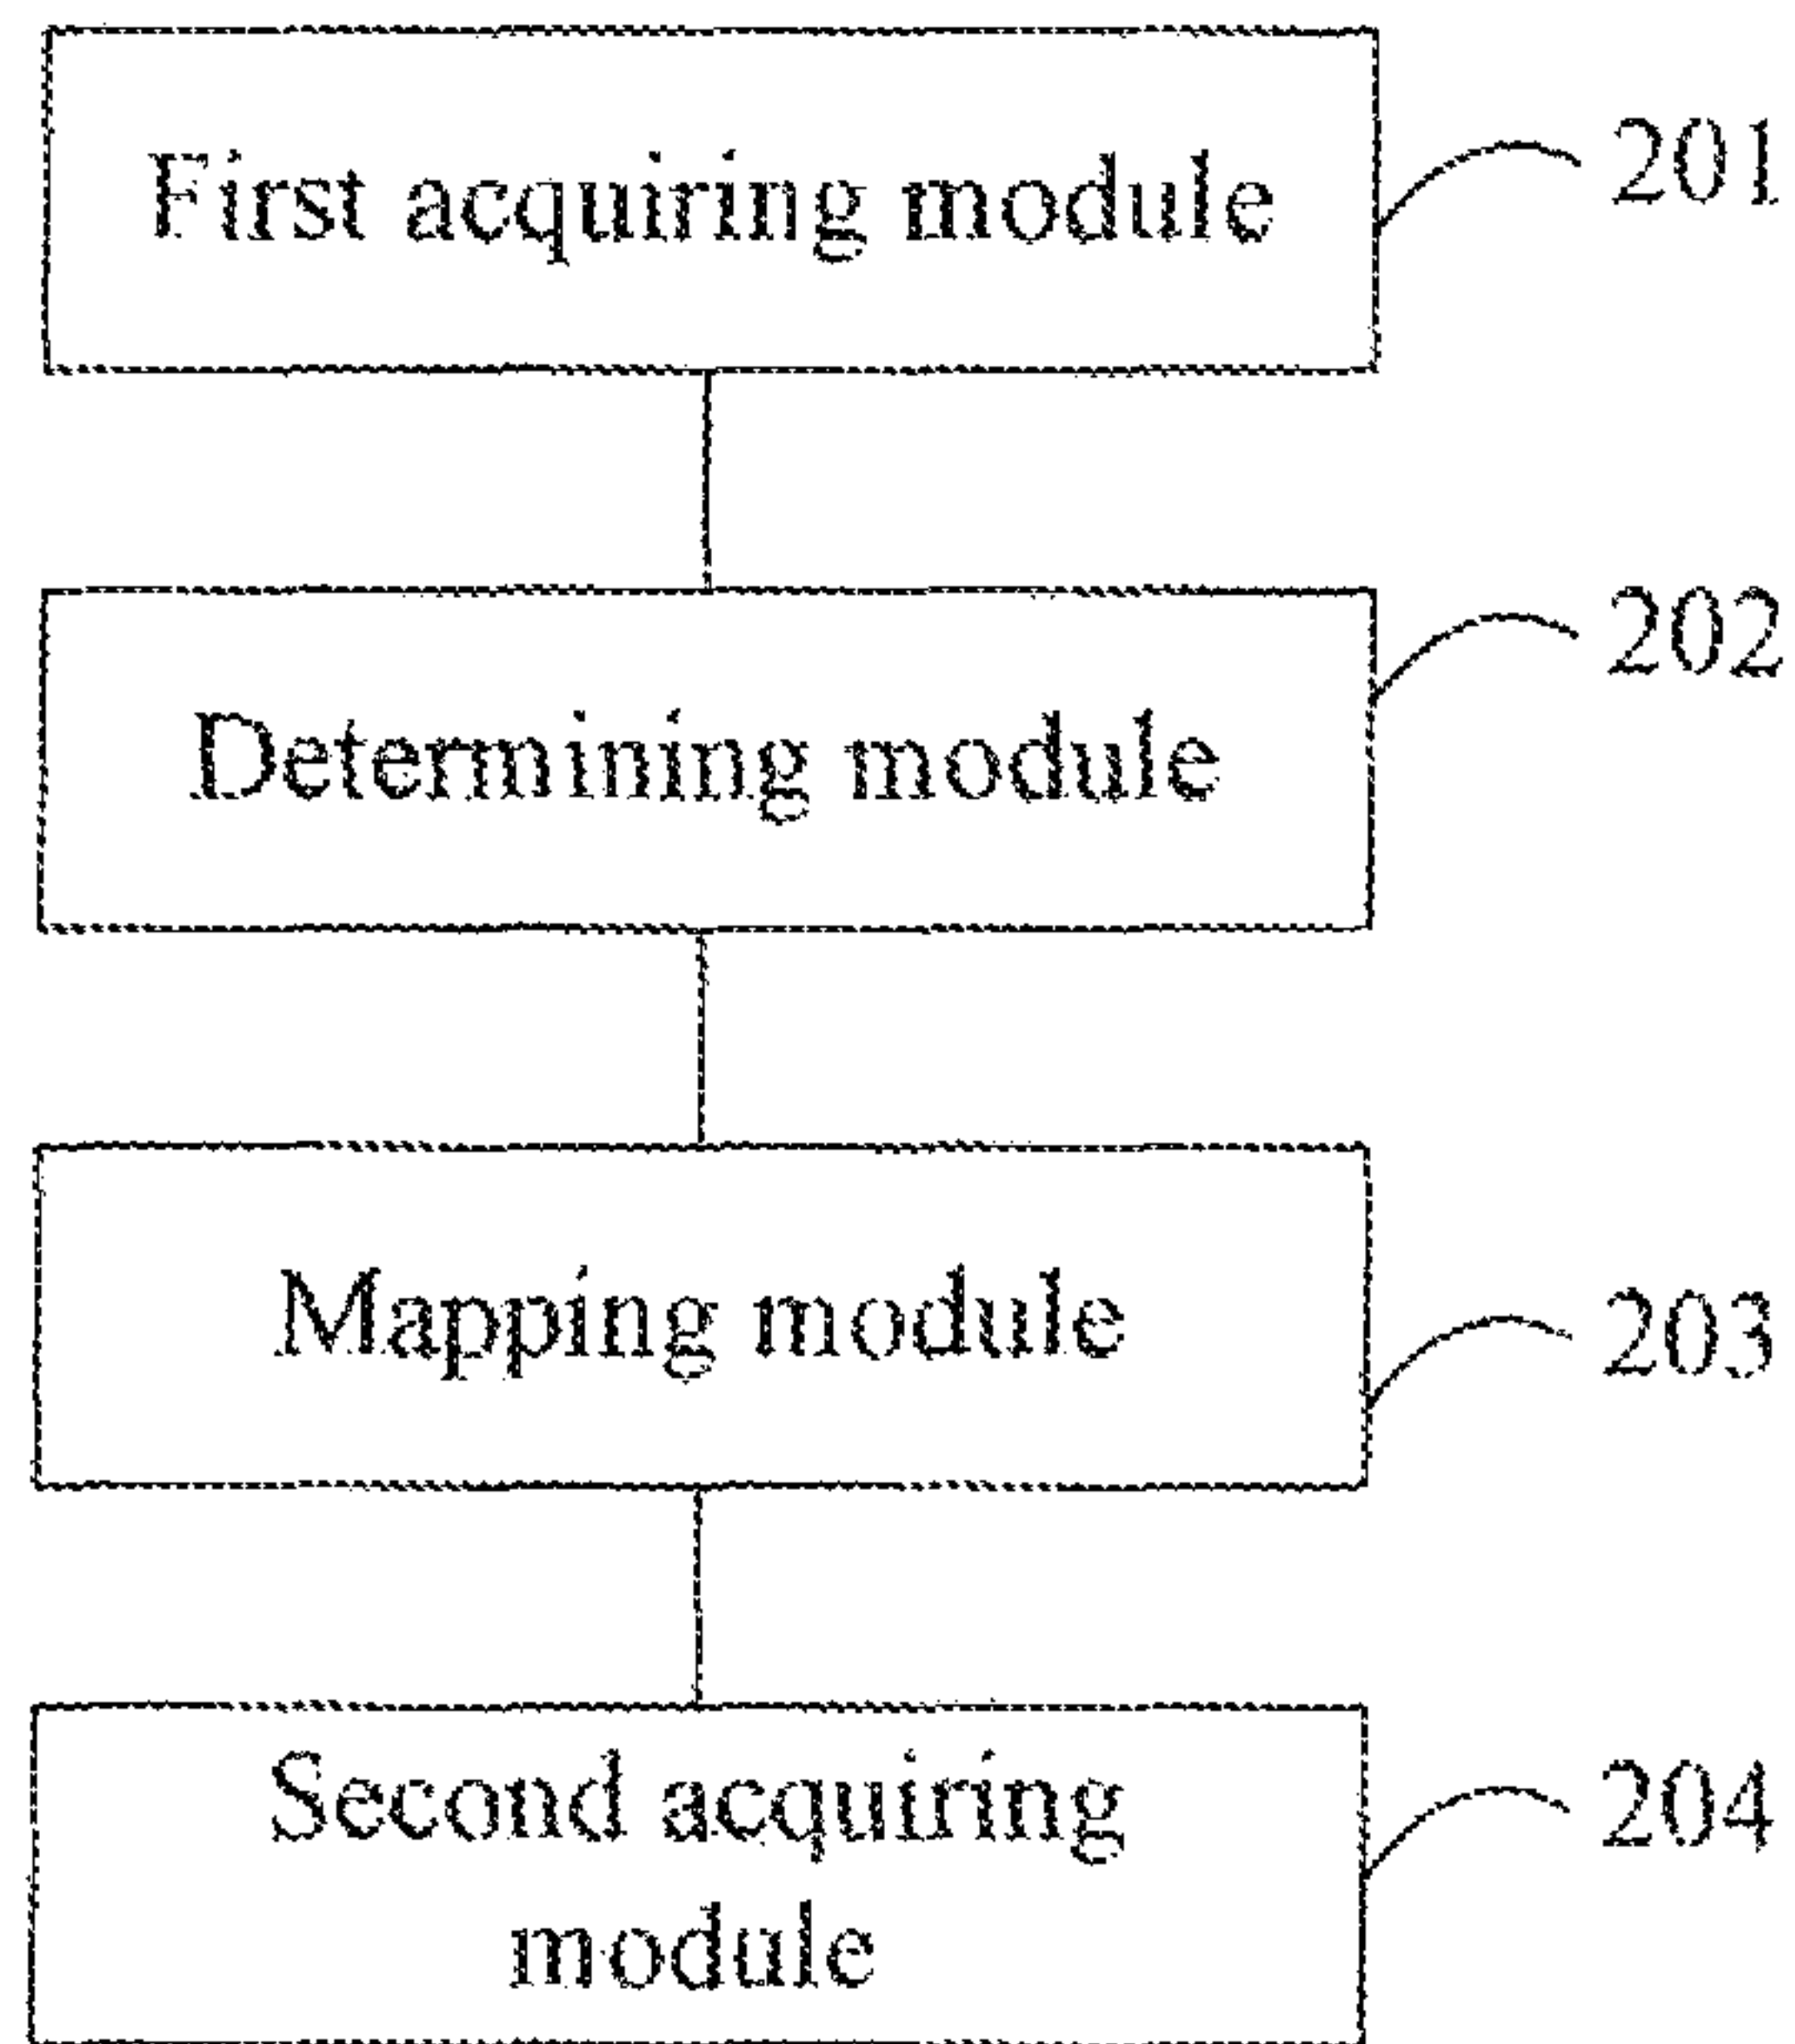 First acquiring module
201
Determining module
202
Mapping module
203
Second acquiring
module
204